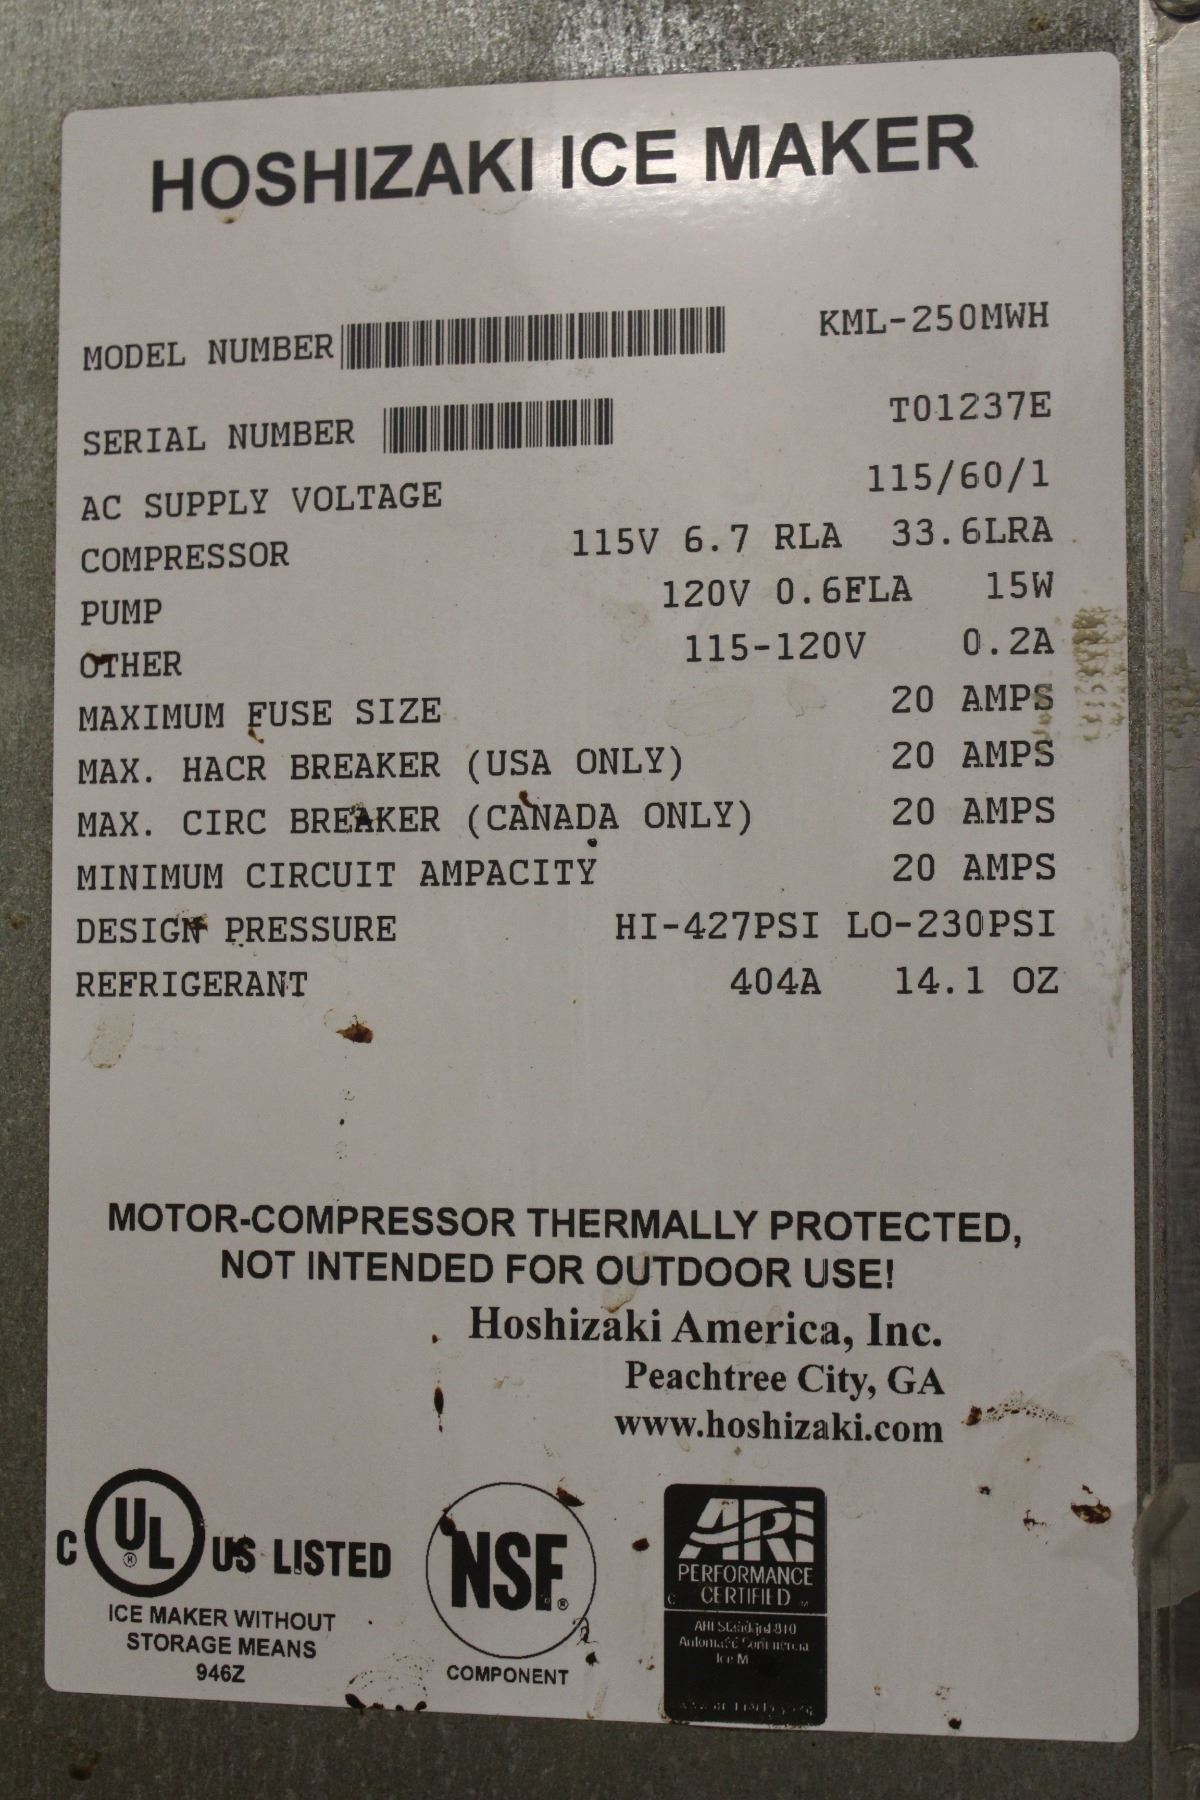 HOSHIZAKI ICE MAKER
MODEL NUMBER KML-250MWH
SERIAL NUMBER T01237E
AC SUPPLY VOLTAGE 115/60/1
COMPRESSOR 115V 6.7 RLA 33.6LRA
PUMP 120V 0.6FLA 15W
OTHER 115-120V 0.2A
MAXIMUM FUSE SIZE 20 AMPS
MAX. HACR BREAKER (USA ONLY) 20 AMPS
MAX. CIRC BREAKER (CANADA ONLY) 20 AMPS
MINIMUM CIRCUIT AMPACITY 20 AMPS
DESIGN PRESSURE HI-427PSI LO-230PSI
REFRIGERANT 404A 14.1 OZ
MOTOR-COMPRESSOR THERMALLY PROTECTED,
NOT INTENDED FOR OUTDOOR USE!
Hoshizaki America, Inc.
Peachtree City, GA
www.hoshizaki.com
C UL ® US LISTED
ICE MAKER WITHOUT
STORAGE MEANS
946Z
NSF®
COMPONENT
ARI
PERFORMANCE
C CERTIFIED
ARI Standard 810
Ice M